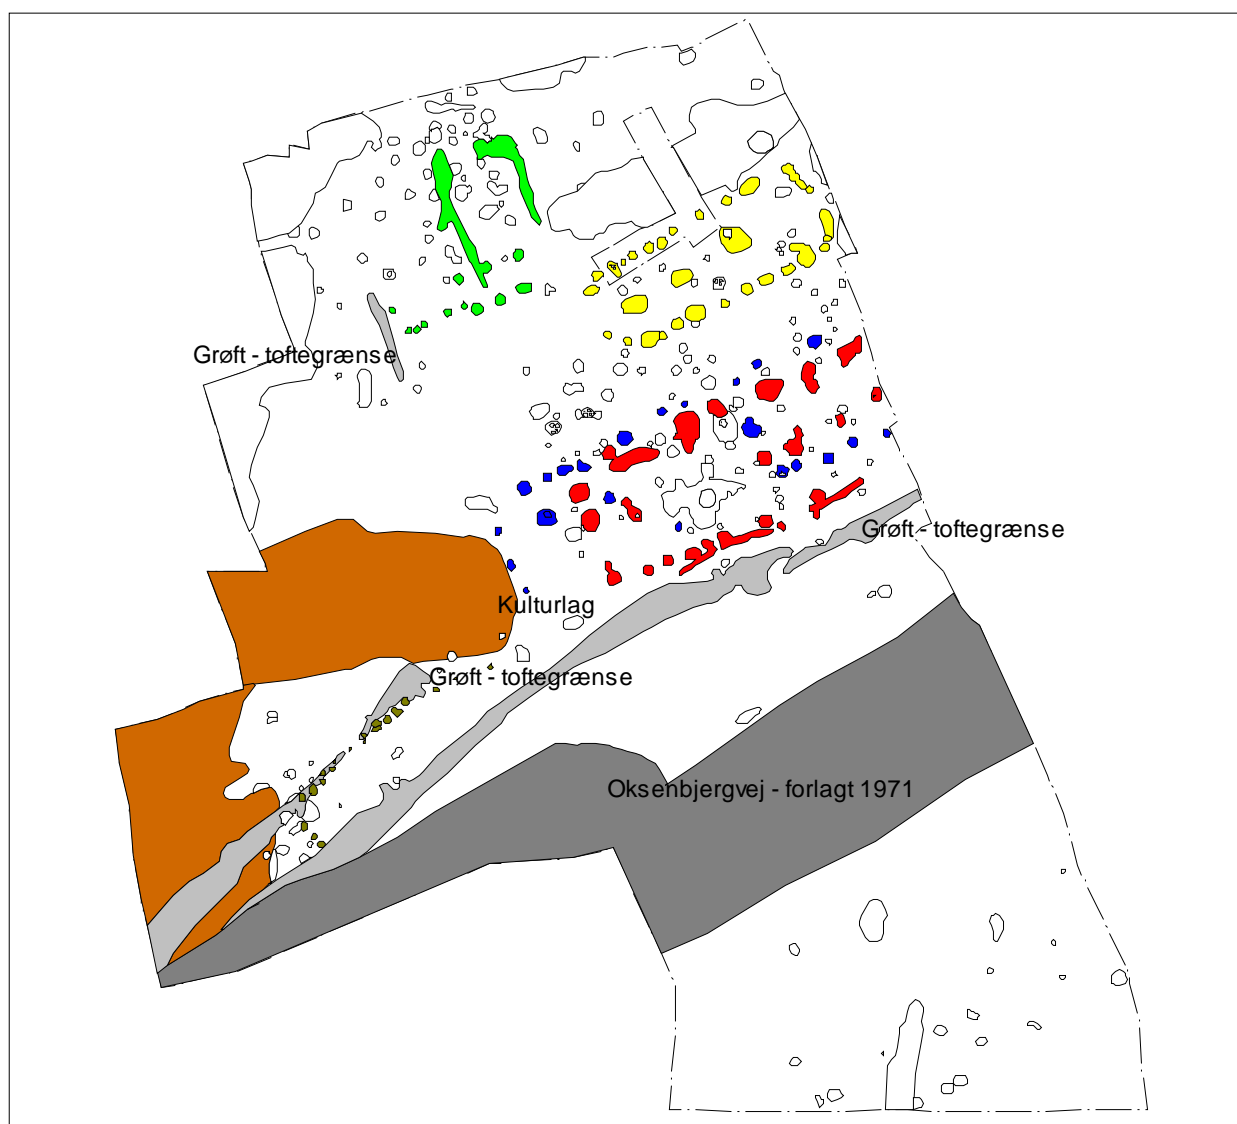 Grøft - toftegrænse
Grøft - toftegrænse
Kulturlag
Grøft - toftegrænse
Oksenbjergvej - forlagt 1971